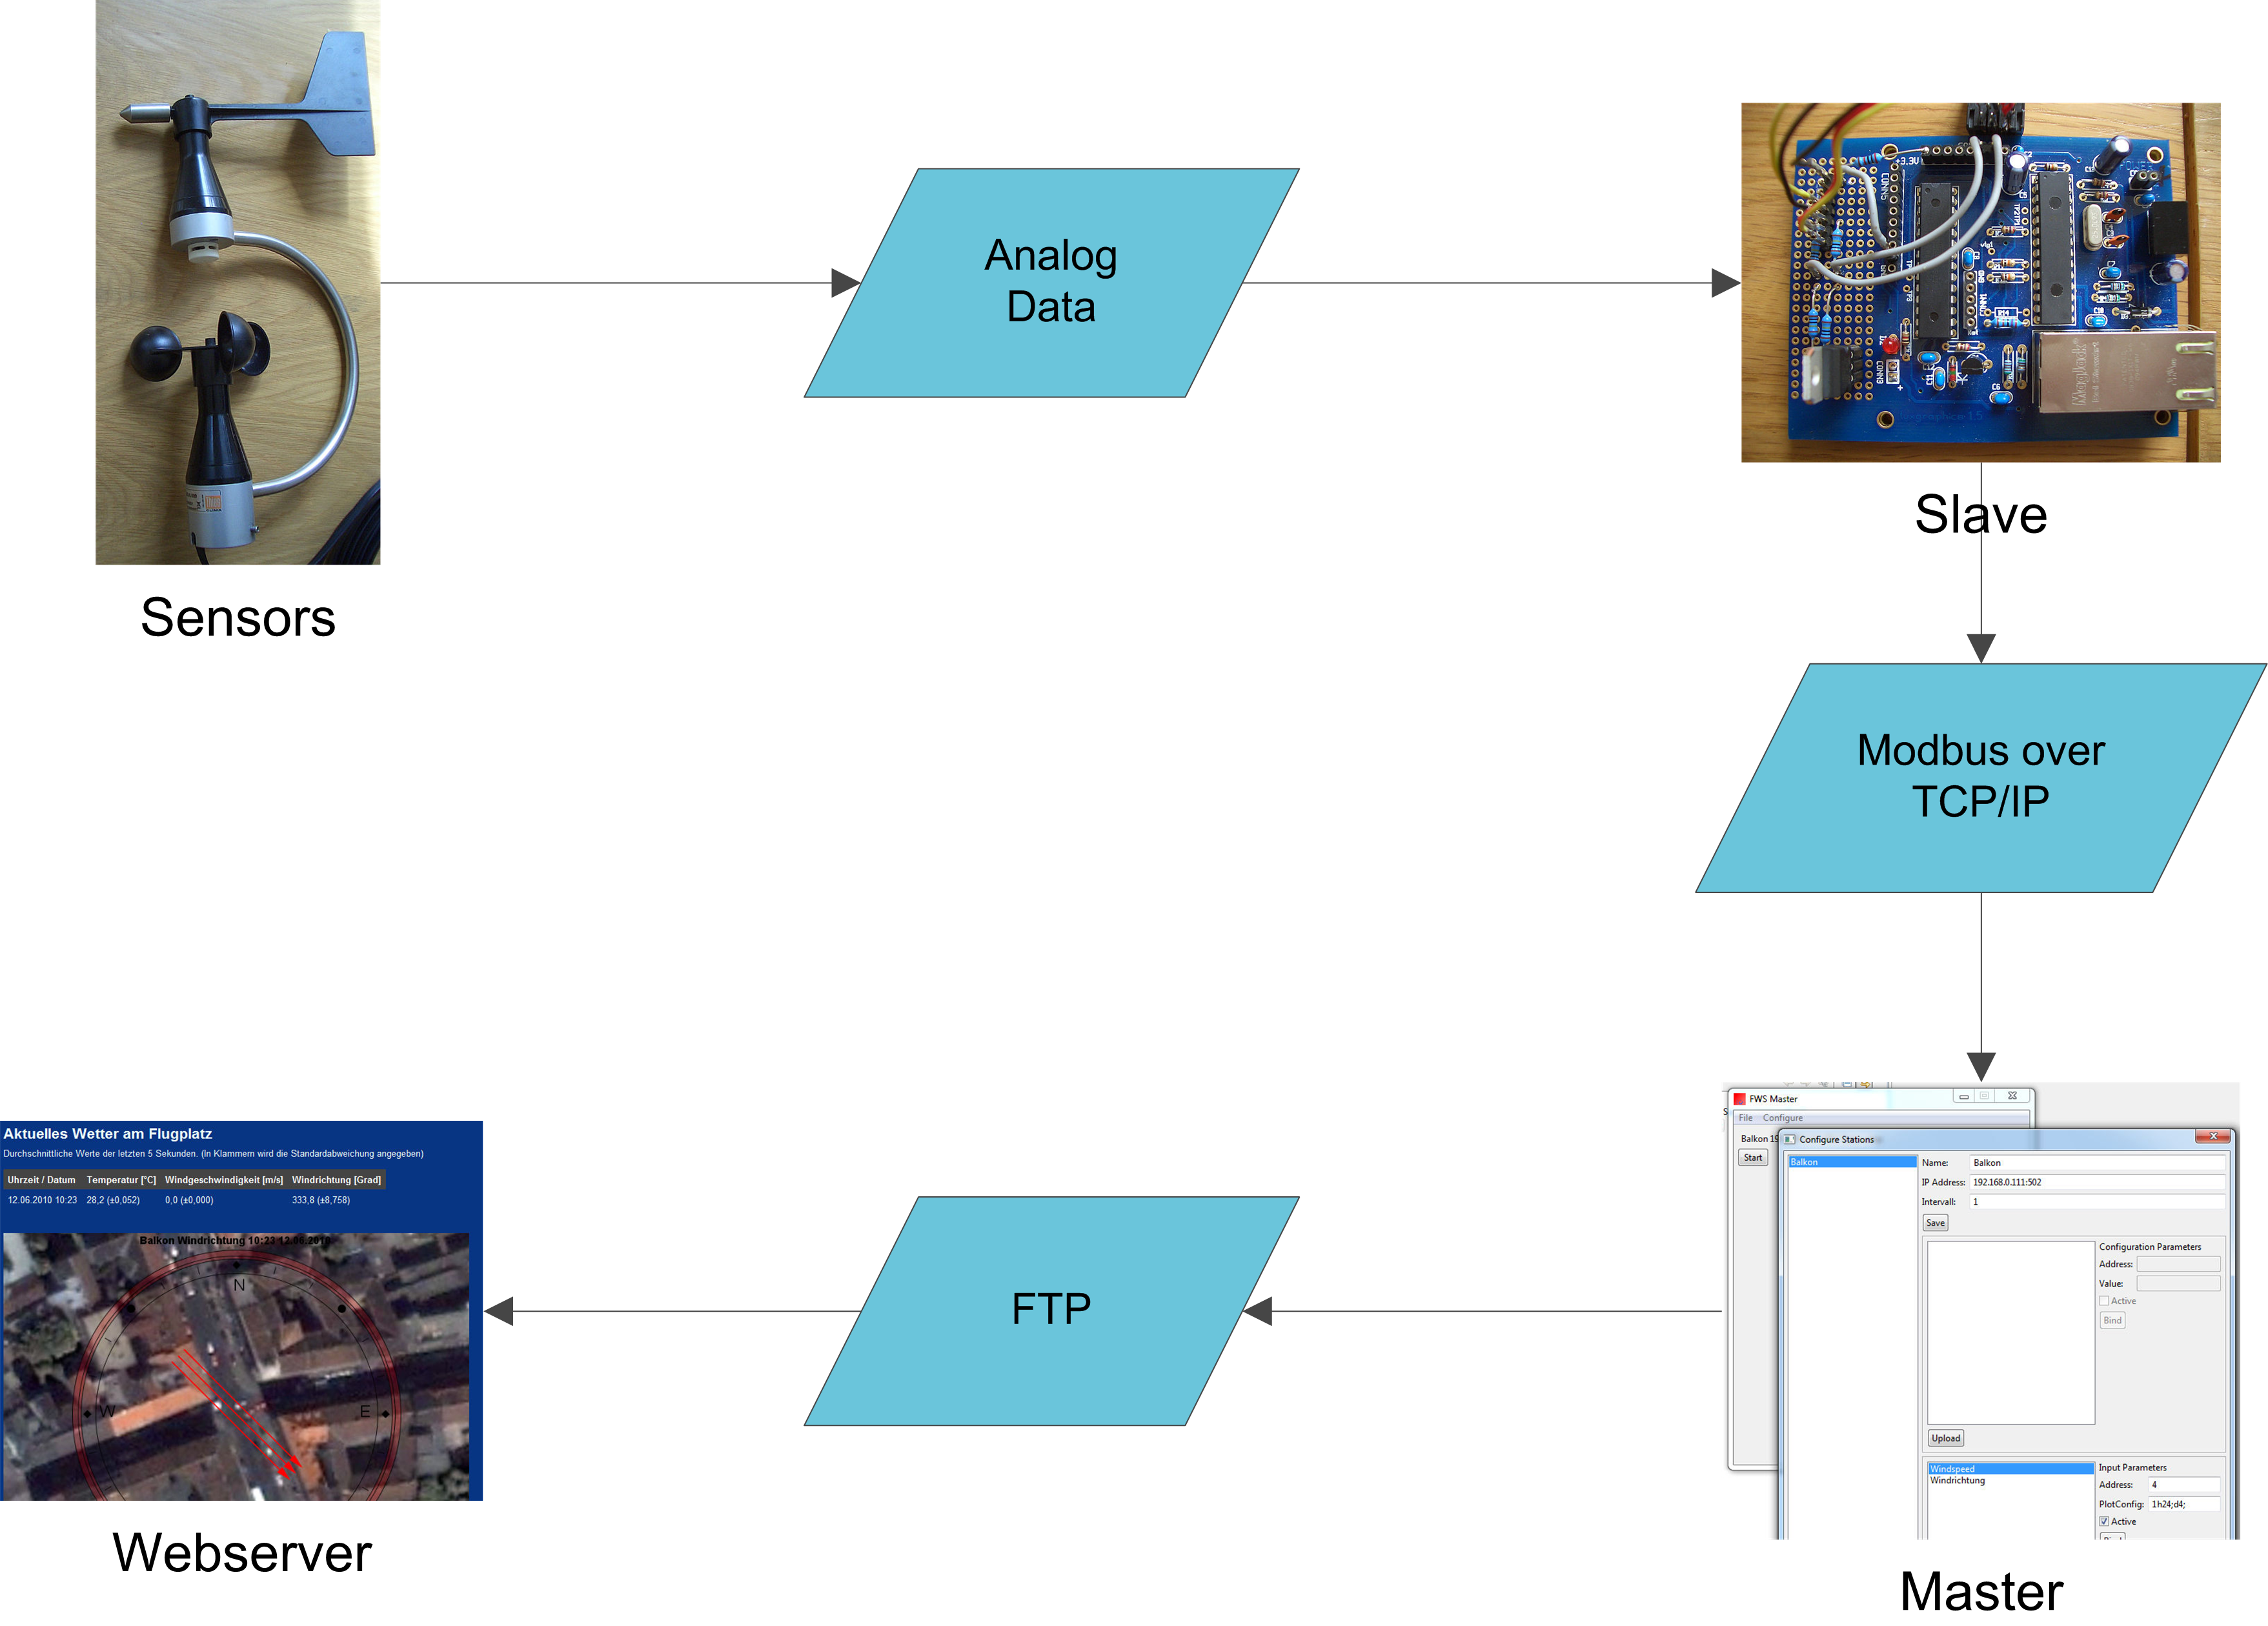 Analog
Data
+3.3V
CONN5
Slave
Sensors
Modbus over
TCP/IP
FWS Master
File Configure
Balkon 19
Start
Configure Stations
Balkon
Name: Balkon
IP Address: 192.168.0.111:502
Intervall: 1
Save
Configuration Parameters
Address:
Value:
Active
Bind
Upload
Windspeed
Windrichtung
Input Parameters
Address: 4
PlotConfig: 1h24;d4;
Active
Master
FTP
Aktuelles Wetter am Flugplatz
Durchschnittliche Werte der letzten 5 Sekunden. (In Klammern wird die Standardabweichung angegeben)
Uhrzeit / Datum Temperatur [°C] Windgeschwindigkeit [m/s] Windrichtung [Grad]
12.06.2010 10:23 28,2 (±0,052) 0,0 (±0,000) 333,8 (±8,758)
Balkon Windrichtung 10:23 12.06.2010
N
W
E
Webserver